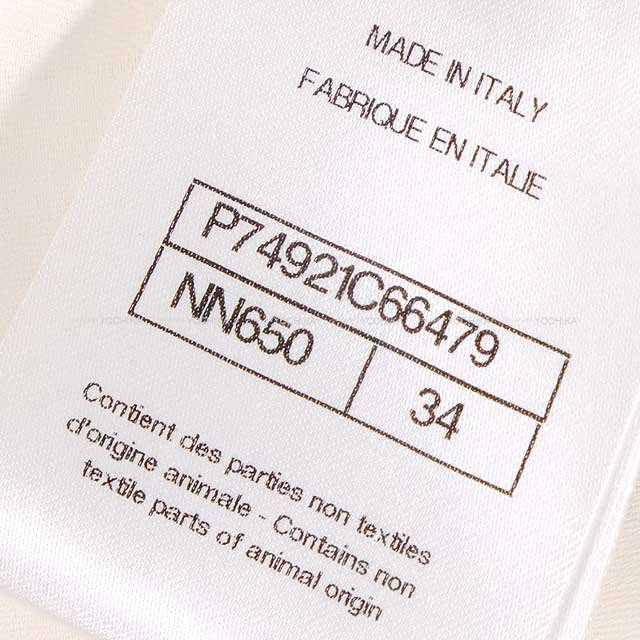 MADE IN ITALY
FABRIQUE EN ITALIE
P74921C66479
NN650 34
Contient des parties non textiles
d'origine animale - Contains non
textile parts of animal origin
YOCHIKA